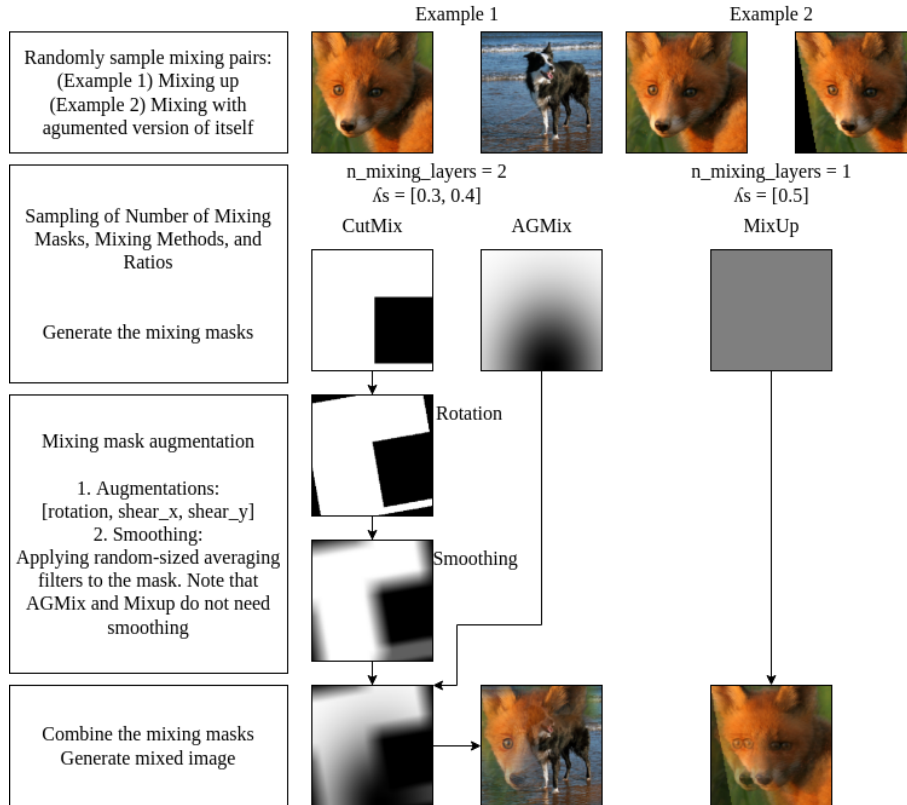 Example 1
Example 2
Randomly sample mixing pairs:
(Example 1) Mixing up
(Example 2) Mixing with
agumented version of itself
n_mixing_layers = 2
ʎs = [0.3, 0.4]
n_mixing_layers = 1
ʎs = [0.5]
Sampling of Number of Mixing
Masks, Mixing Methods, and
Ratios
Generate the mixing masks
CutMix
AGMix
MixUp
Mixing mask augmentation
1. Augmentations:
[rotation, shear_x, shear_y]
2. Smoothing:
Applying random-sized averaging
filters to the mask. Note that
AGMix and Mixup do not need
smoothing
Rotation
Smoothing
Combine the mixing masks
Generate mixed image